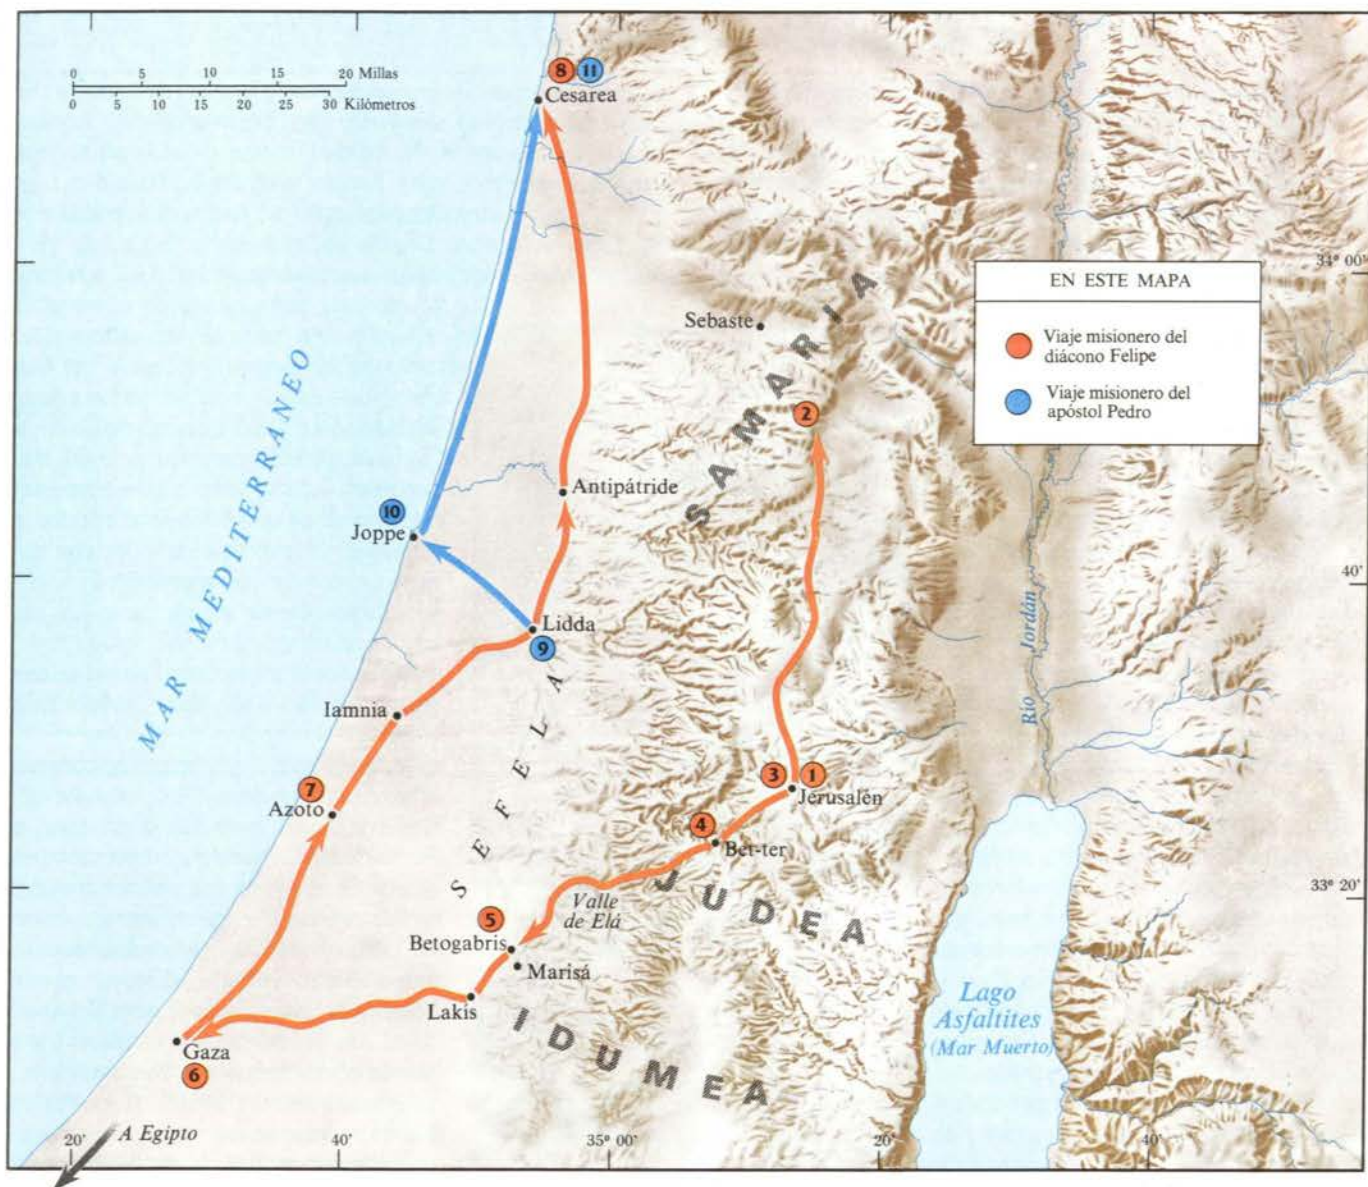 0 5 10 15 20 Millas
0 5 10 15 20 25 30 Kilómetros
8 11
Cesarea
34° 00'
EN ESTE MAPA
Viaje misionero del
diácono Felipe
Viaje misionero del
apóstol Pedro
Sebaste
SAMARIA
2
MAR MEDITERRANEO
Antipátride
10
Joppe
40'
Lidda
9
Río Jordán
SEFELA
Iamnia
7
Azoto
3 1
Jerusalén
4
Bet-ter
JUDEA
33° 20'
Valle
de Elá
5
Betogabris
Marisá
Lakis
IDUMEA
Lago
Asfaltites
(Mar Muerto)
Gaza
6
A Egipto
20' 40' 35° 00' 20' 40'